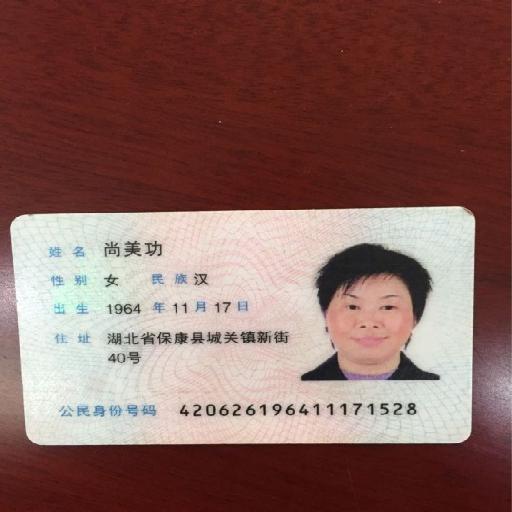 姓名 尚美功
性别 女 民族 汉
出生 1964 年 11 月 17 日
住址 湖北省保康县城关镇新街
40号
公民身份号码 420626196411171528